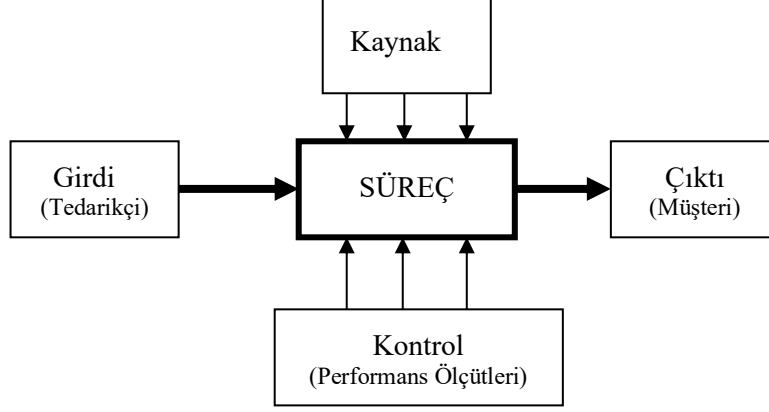 Kaynak
Girdi
(Tedarikçi)
SÜREÇ
Çıktı
(Müşteri)
Kontrol
(Performans Ölçütleri)